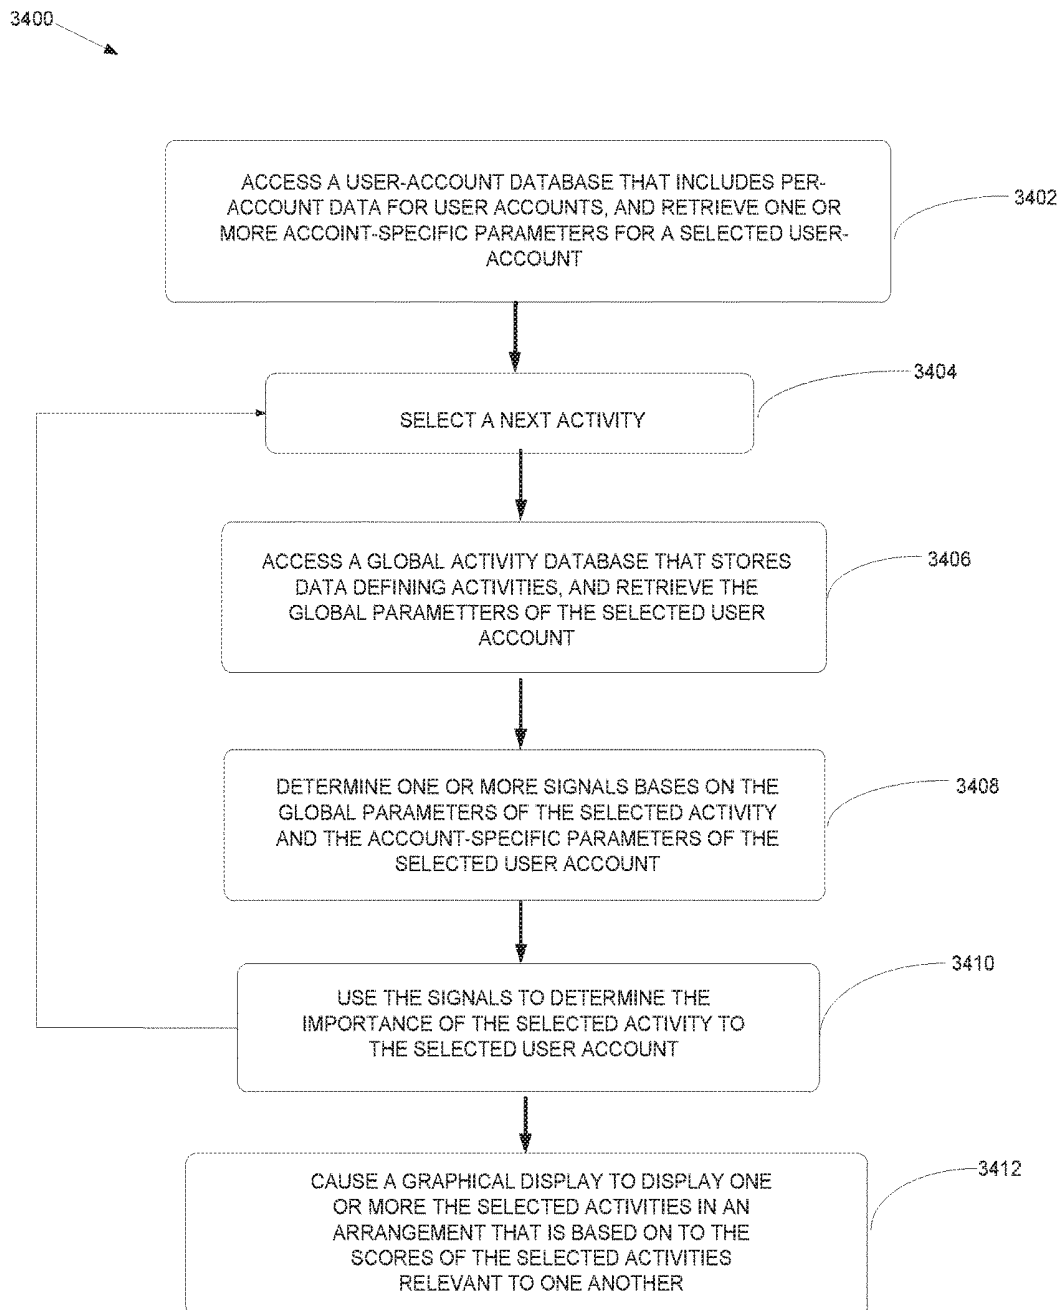 3400
ACCESS A USER-ACCOUNT DATABASE THAT INCLUDES PER-
ACCOUNT DATA FOR USER ACCOUNTS, AND RETRIEVE ONE OR
MORE ACCOINT-SPECIFIC PARAMETERS FOR A SELECTED USER-
ACCOUNT
3402
3404
SELECT A NEXT ACTIVITY
ACCESS A GLOBAL ACTIVITY DATABASE THAT STORES
DATA DEFINING ACTIVITIES, AND RETRIEVE THE
GLOBAL PARAMETTERS OF THE SELECTED USER
ACCOUNT
3406
DETERMINE ONE OR MORE SIGNALS BASES ON THE
GLOBAL PARAMETERS OF THE SELECTED ACTIVITY
AND THE ACCOUNT-SPECIFIC PARAMETERS OF THE
SELECTED USER ACCOUNT
3408
3410
USE THE SIGNALS TO DETERMINE THE
IMPORTANCE OF THE SELECTED ACTIVITY TO
THE SELECTED USER ACCOUNT
3412
CAUSE A GRAPHICAL DISPLAY TO DISPLAY ONE
OR MORE THE SELECTED ACTIVITIES IN AN
ARRANGEMENT THAT IS BASED ON TO THE
SCORES OF THE SELECTED ACTIVITIES
RELEVANT TO ONE ANOTHER